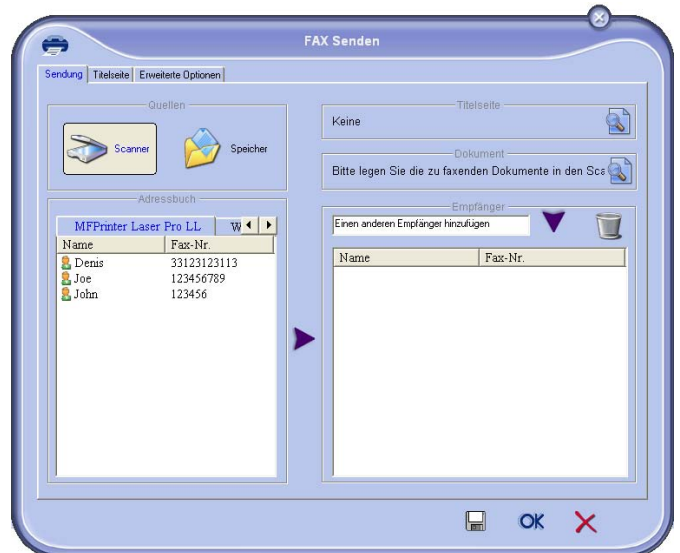 FAX Senden
Sendung Titelseite Erweiterte Optionen
Quellen
Scanner Speicher
Titelseite
Keine
Dokument
Bitte legen Sie die zu faxenden Dokumente in den Sca
Adressbuch
MFPrinter Laser Pro LL W
Name Fax-Nr.
Denis 33123123113
Joe 123456789
John 123456
Empfänger
Einen anderen Empfänger hinzufügen
Name Fax-Nr.
OK